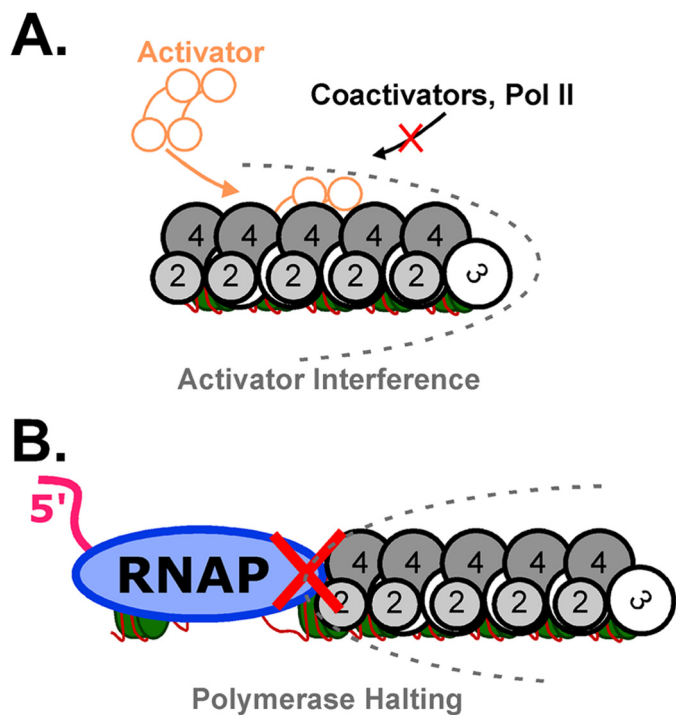 A.
Activator
Coactivators, Pol II
4 4 4 4 4
2 2 2 2 2 3
Activator Interference
B.
5'
RNAP
4 4 4 4 4
2 2 2 2 2 3
Polymerase Halting